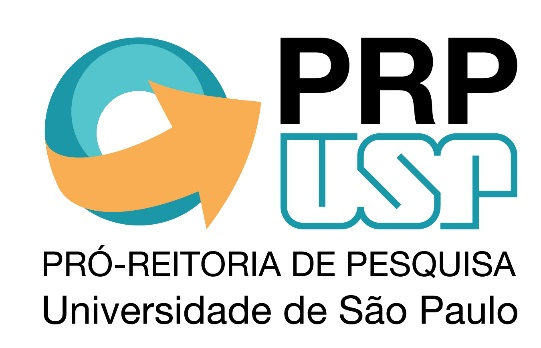 PRP
USP
PRÓ-REITORIA DE PESQUISA
Universidade de São Paulo